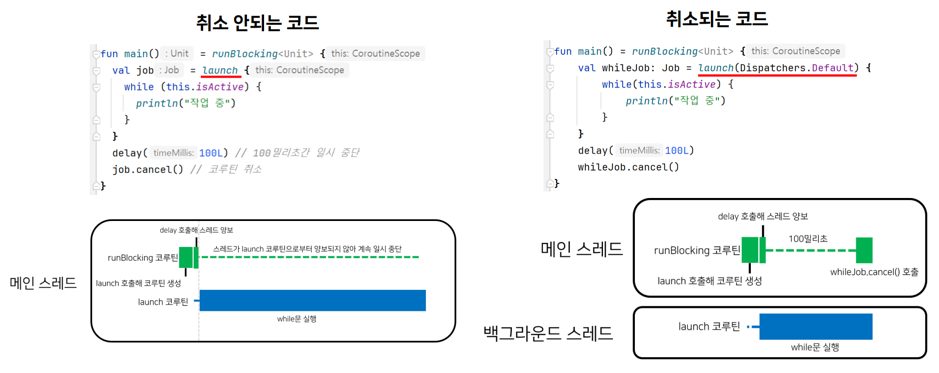 취소 안되는 코드
fun main() : Unit = runBlocking<Unit> { this: CoroutineScope
val job : Job = launch { this: CoroutineScope
while (this.isActive) {
println("작업 중")
}
}
delay( timeMillis: 100L) // 100밀리초간 일시 중단
job.cancel() // 코루틴 취소
}
메인 스레드
delay 호출해 스레드 양보
스레드가 launch 코루틴으로부터 양보되지 않아 계속 일시 중단
runBlocking 코루틴
launch 호출해 코루틴 생성
launch 코루틴
while문 실행
취소되는 코드
fun main() = runBlocking<Unit> { this: CoroutineScope
val whileJob: Job = launch(Dispatchers.Default) {
while(this.isActive) {
println("작업 중")
}
}
delay( timeMillis: 100L)
whileJob.cancel()
}
메인 스레드
delay 호출해 스레드 양보
100밀리초
runBlocking 코루틴
whileJob.cancel() 호출
launch 호출해 코루틴 생성
백그라운드 스레드
launch 코루틴
while문 실행